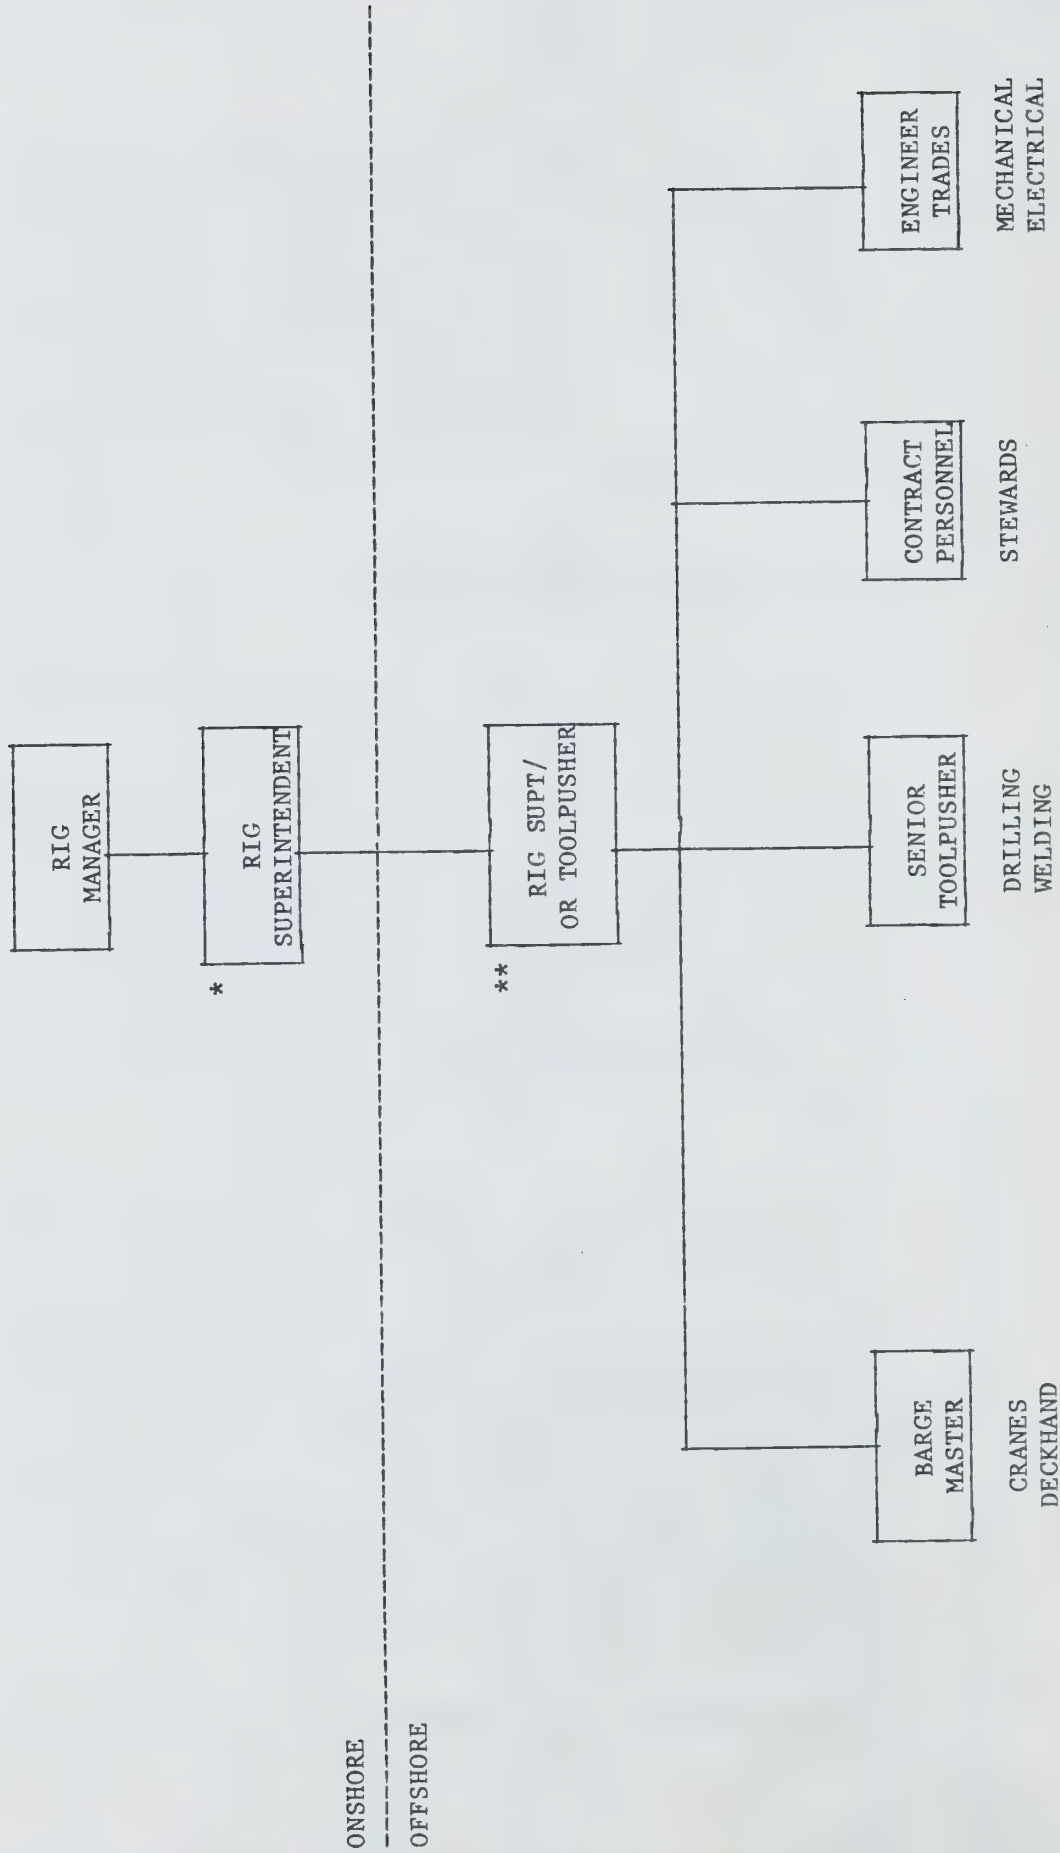 RIG
MANAGER
*
RIG
SUPERINTENDENT
ONSHORE
OFFSHORE
**
RIG SUPT/
OR TOOLPUSHER
BARGE
MASTER
CRANES
DECKHAND
SENIOR
TOOLPUSHER
DRILLING
WELDING
CONTRACT
PERSONNEL
STEWARDS
ENGINEER
TRADES
MECHANICAL
ELECTRICAL